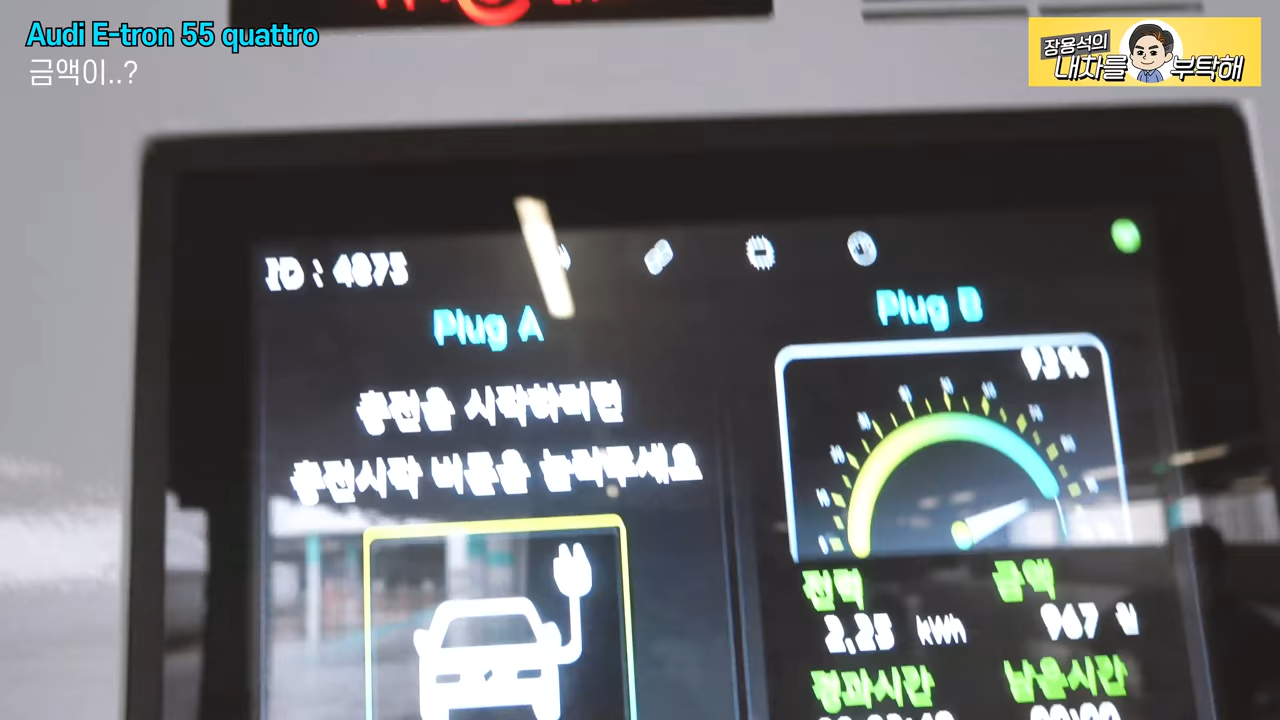 Audi E-tron 55 quattro
금액이..?
장용석의
내차를 부탁해
ID : 4875
Plug A
충전을 시작하려면
충전시작 버튼을 눌러주세요
Plug B
93%
전력
2,25 kWh
금액
967 원
경과시간
남은시간